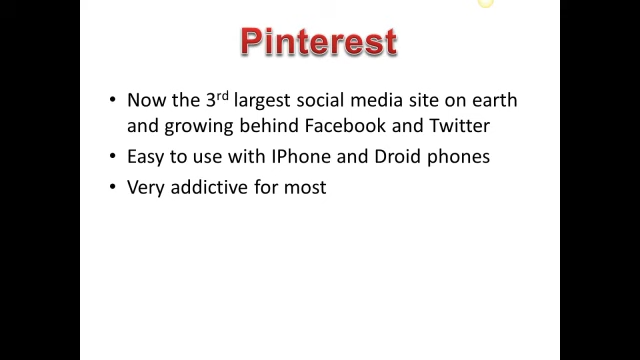 Pinterest
• Now the 3rd largest social media site on earth
and growing behind Facebook and Twitter
• Easy to use with IPhone and Droid phones
• Very addictive for most